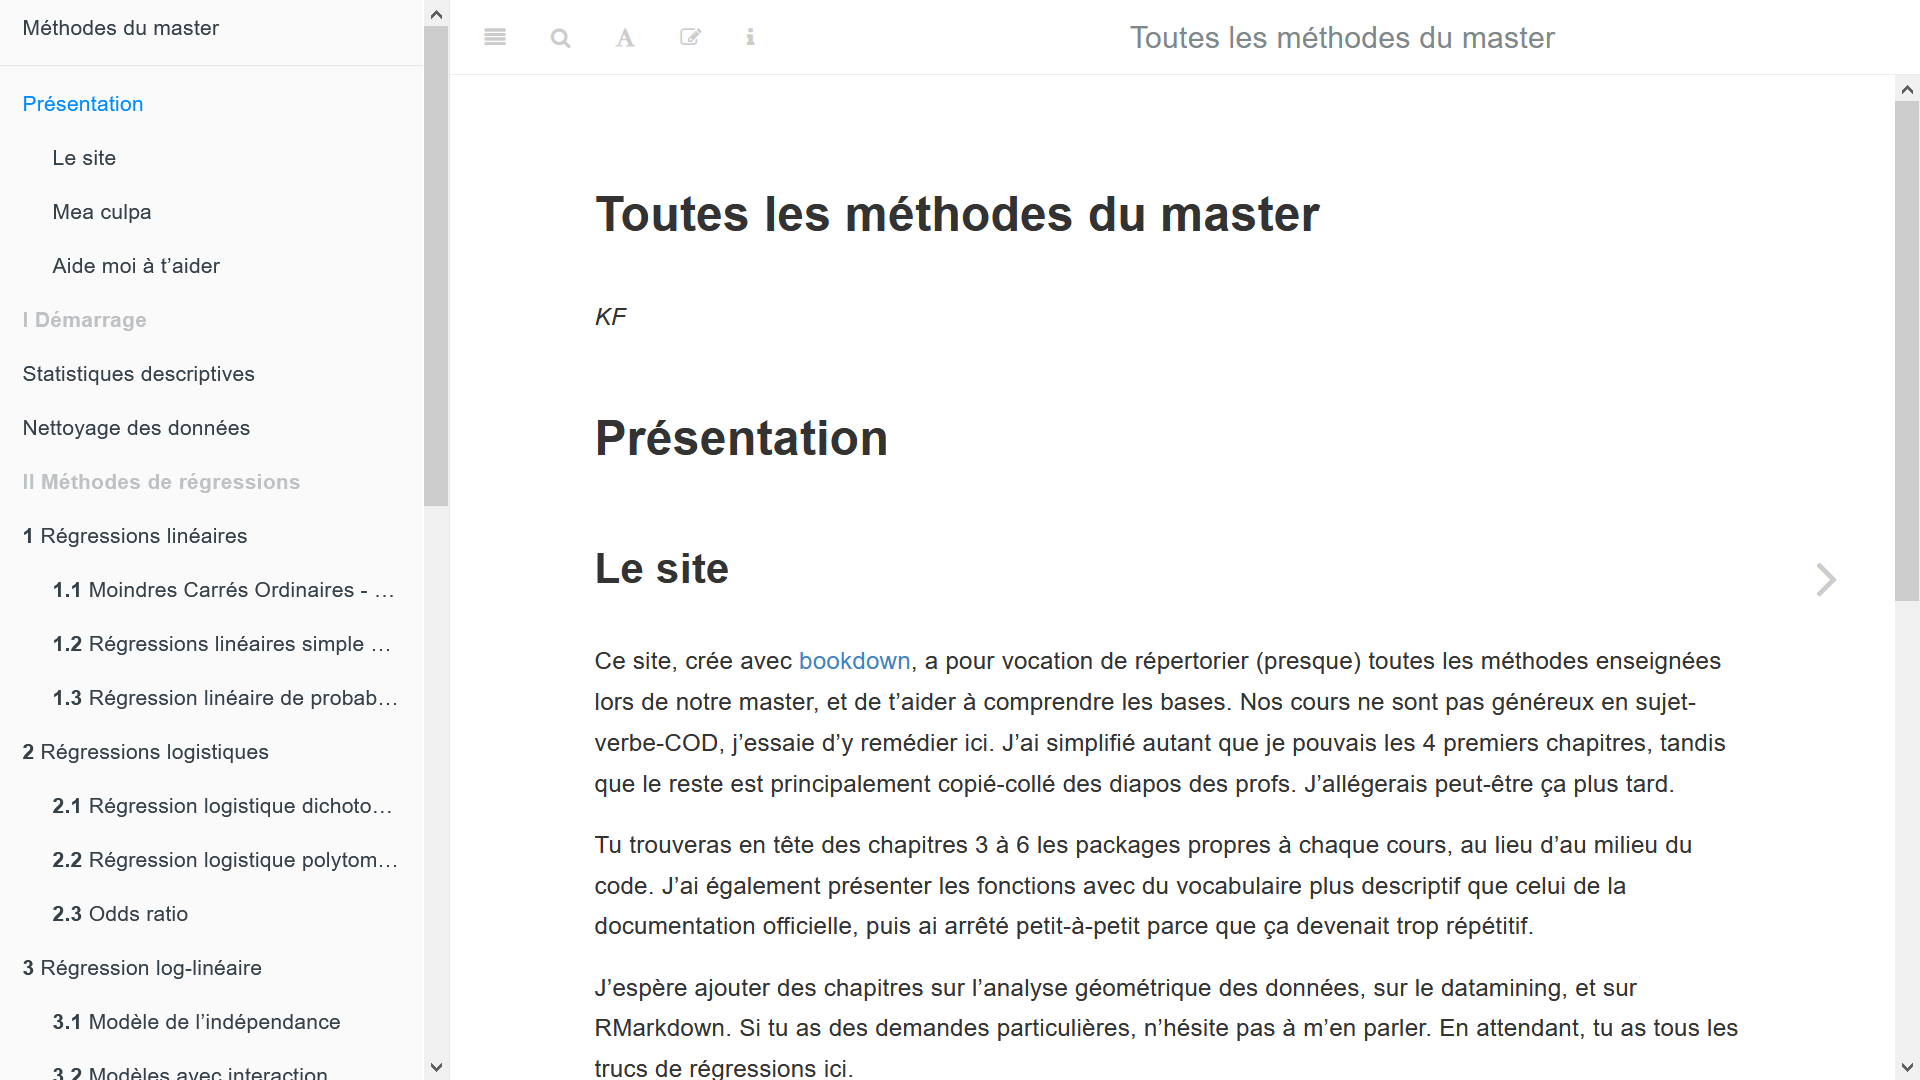 Méthodes du master
Présentation
Le site
Mea culpa
Aide moi à t’aider
I Démarrage
Statistiques descriptives
Nettoyage des données
II Méthodes de régressions
1 Régressions linéaires
1.1 Moindres Carrés Ordinaires - …
1.2 Régressions linéaires simple …
1.3 Régression linéaire de probab…
2 Régressions logistiques
2.1 Régression logistique dichoto…
2.2 Régression logistique polytom…
2.3 Odds ratio
3 Régression log-linéaire
3.1 Modèle de l’indépendance
3.2 Modèles avec interaction
Toutes les méthodes du master
Toutes les méthodes du master
KF
Présentation
Le site
Ce site, crée avec bookdown, a pour vocation de répertorier (presque) toutes les méthodes enseignées
lors de notre master, et de t’aider à comprendre les bases. Nos cours ne sont pas généreux en sujet-
verbe-COD, j’essaie d’y remédier ici. J’ai simplifié autant que je pouvais les 4 premiers chapitres, tandis
que le reste est principalement copié-collé des diapos des profs. J’allégerais peut-être ça plus tard.
Tu trouveras en tête des chapitres 3 à 6 les packages propres à chaque cours, au lieu d’au milieu du
code. J’ai également présenter les fonctions avec du vocabulaire plus descriptif que celui de la
documentation officielle, puis ai arrêté petit-à-petit parce que ça devenait trop répétitif.
J’espère ajouter des chapitres sur l’analyse géométrique des données, sur le datamining, et sur
RMarkdown. Si tu as des demandes particulières, n’hésite pas à m’en parler. En attendant, tu as tous les
trucs de régressions ici.